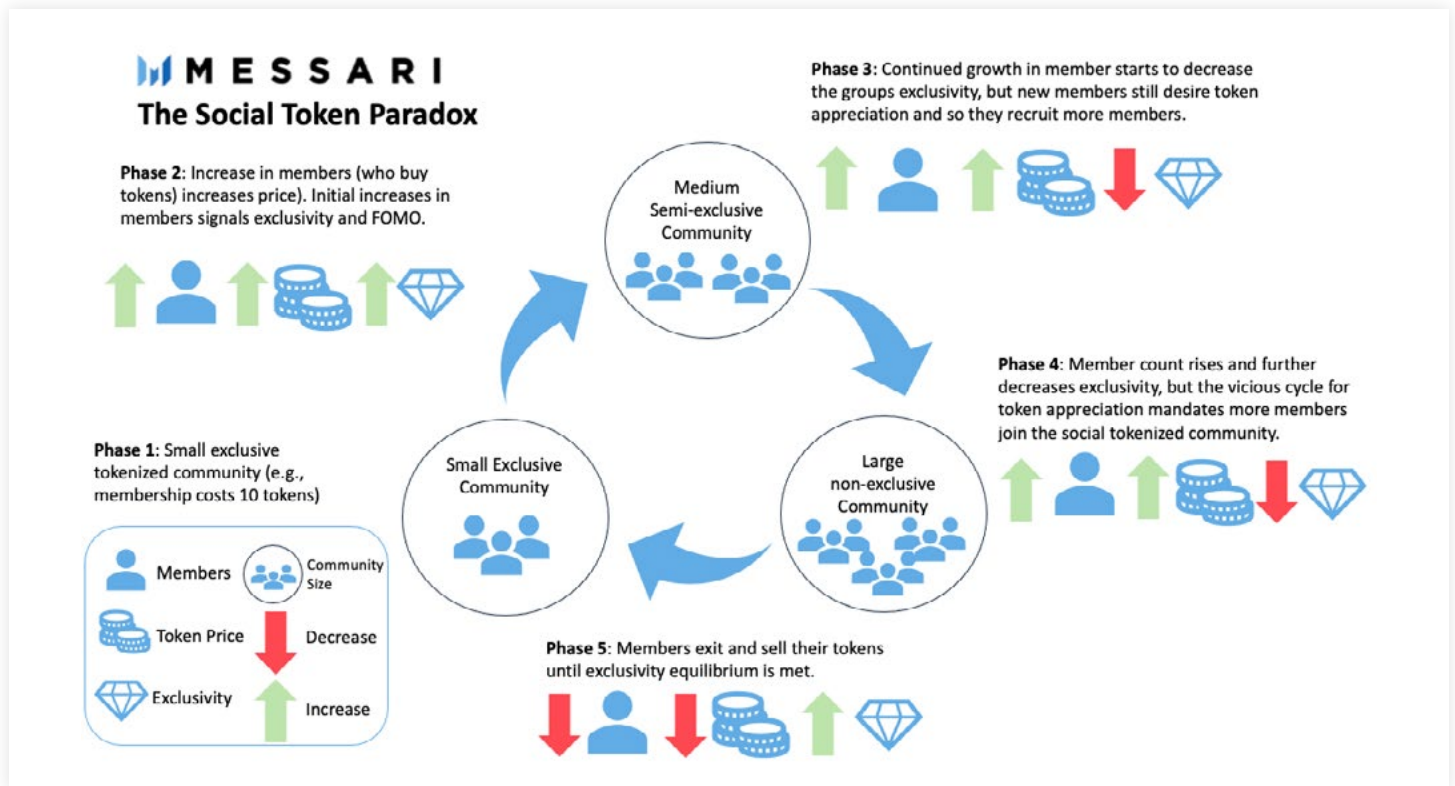 MESSARI
The Social Token Paradox
Phase 2: Increase in members (who buy
tokens) increases price). Initial increases in
members signals exclusivity and FOMO.
Medium
Semi-exclusive
Community
Phase 3: Continued growth in member starts to decrease
the groups exclusivity, but new members still desire token
appreciation and so they recruit more members.
Phase 4: Member count rises and further
decreases exclusivity, but the vicious cycle for
token appreciation mandates more members
join the social tokenized community.
Phase 1: Small exclusive
tokenized community (e.g.,
membership costs 10 tokens)
Small Exclusive
Community
Large
non-exclusive
Community
Members
Community
Size
Token Price
Decrease
Exclusivity
Increase
Phase 5: Members exit and sell their tokens
until exclusivity equilibrium is met.